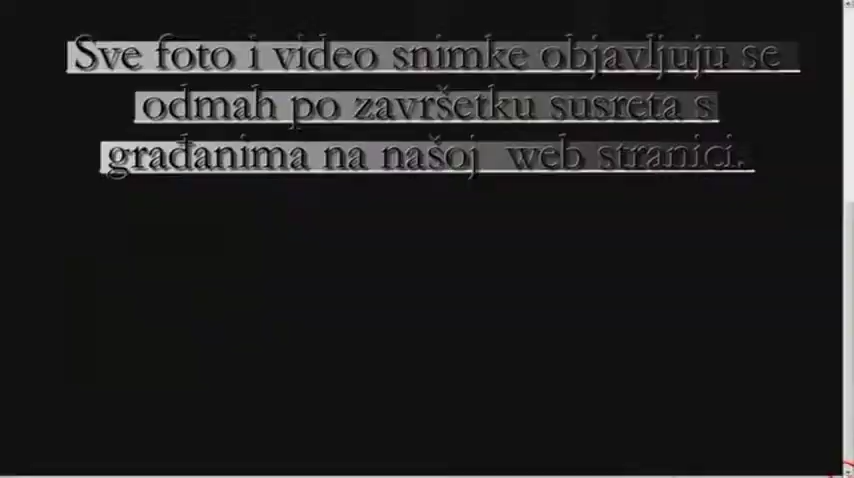 Sve foto i video snimke objavljuju se
odmah po završetku susreta s
građanima na našoj web stranici.